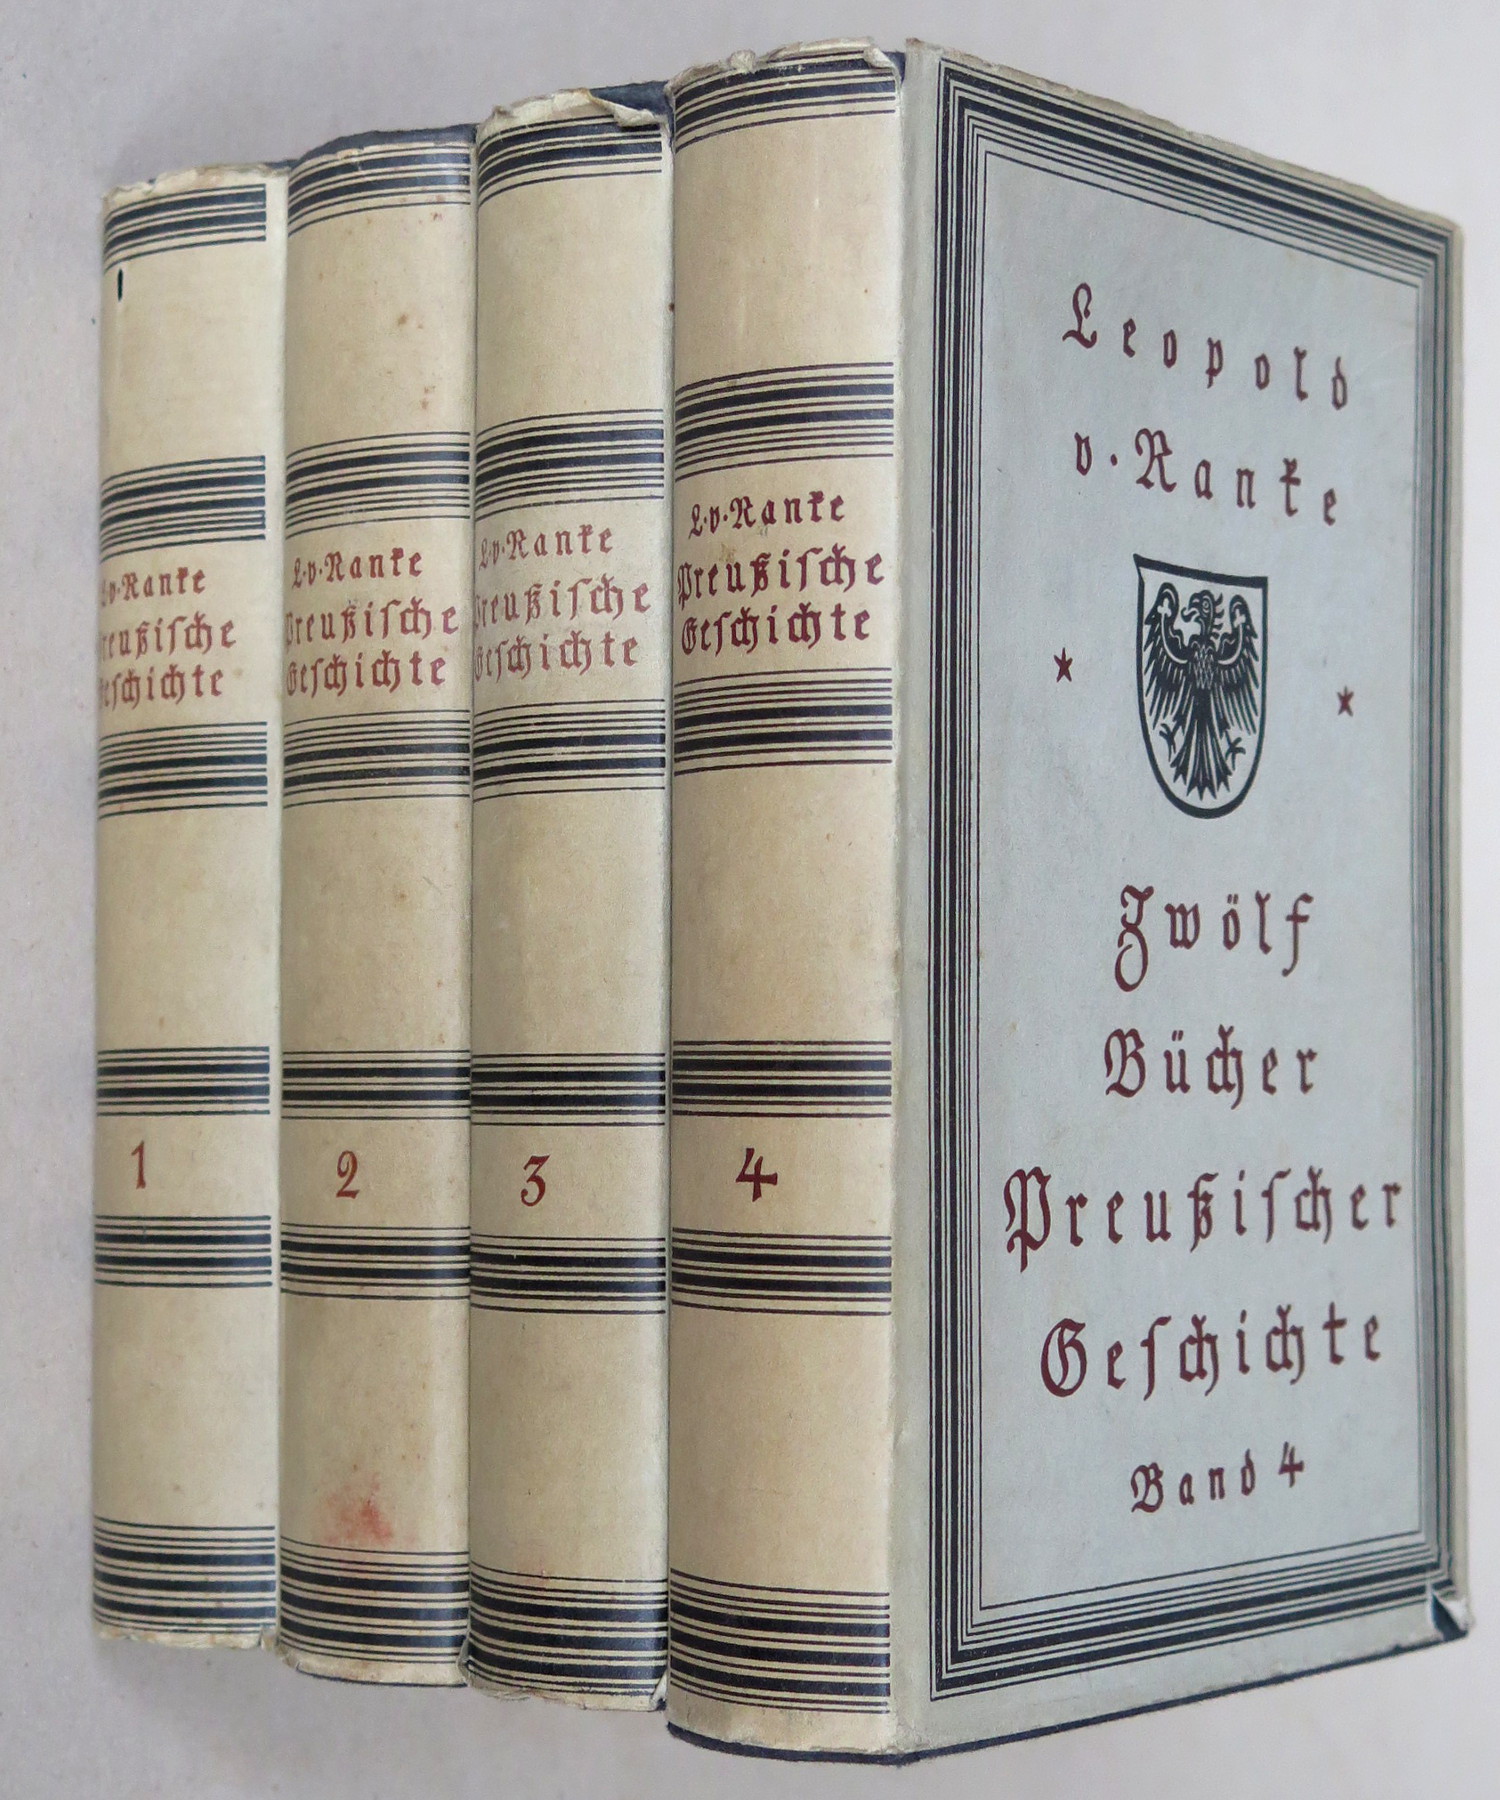 L·v·Ranke
Preußische
Geschichte
1
L·v·Ranke
Preußische
Geschichte
2
L·v·Ranke
Preußische
Geschichte
3
L·v·Ranke
Preußische
Geschichte
4
Leopold
v·Ranke
Zwölf
Bücher
Preußischer
Geschichte
Band 4